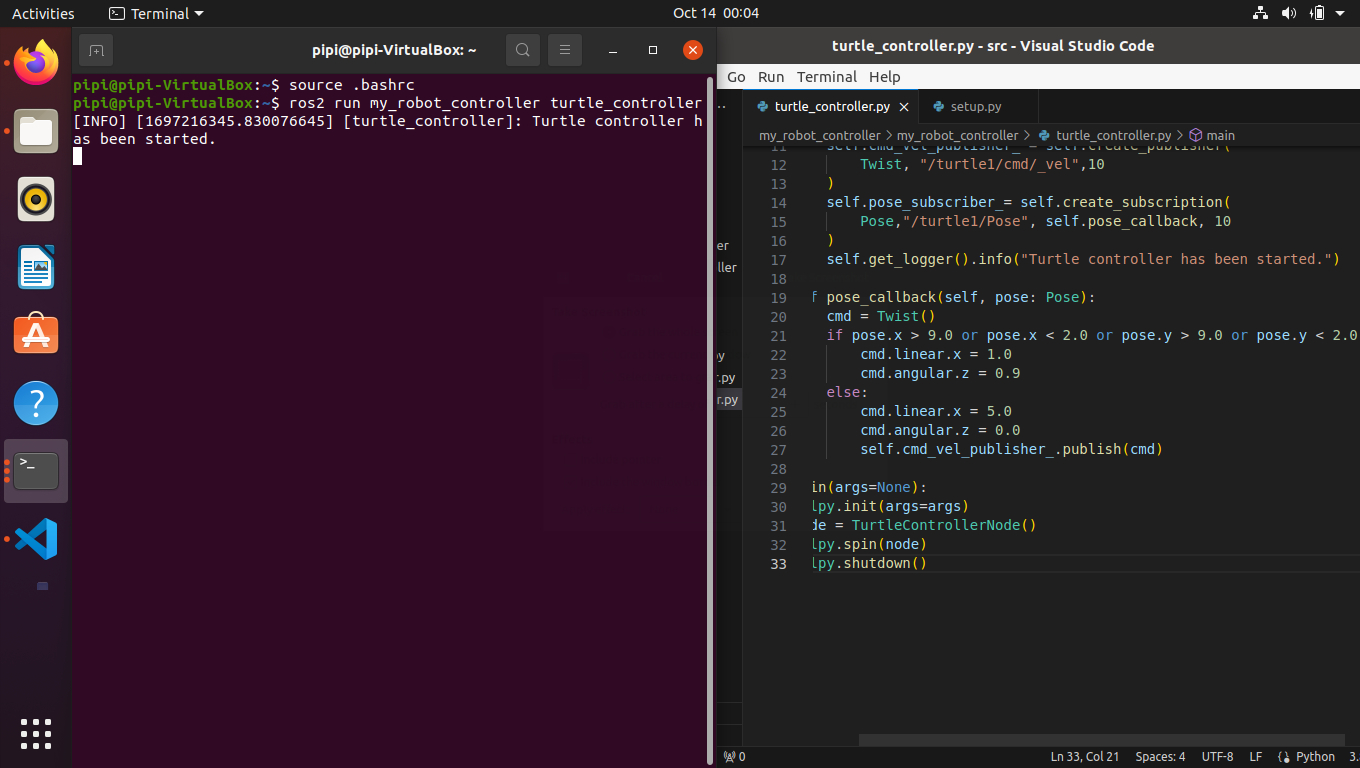 Activities
Terminal
Oct 14 00:04
pipi@pipi-VirtualBox: ~
pipi@pipi-VirtualBox:~$ source .bashrc
pipi@pipi-VirtualBox:~$ ros2 run my_robot_controller turtle_controller
[INFO] [1697216345.830076645] [turtle_controller]: Turtle controller h
as been started.
>_
turtle_controller.py - src - Visual Studio Code
Go Run Terminal Help
turtle_controller.py
setup.py
my_robot_controller > my_robot_controller > turtle_controller.py > main
er
ller
py
r.py
r.py
11 self.cmd_vel_publisher_ = self.create_publisher(
12 Twist, "/turtle1/cmd/_vel",10
13 )
14 self.pose_subscriber_= self.create_subscription(
15 Pose,"/turtle1/Pose", self.pose_callback, 10
16 )
17 self.get_logger().info("Turtle controller has been started.")
18
19 f pose_callback(self, pose: Pose):
20 cmd = Twist()
21 if pose.x > 9.0 or pose.x < 2.0 or pose.y > 9.0 or pose.y < 2.0
22 cmd.linear.x = 1.0
23 cmd.angular.z = 0.9
24 else:
25 cmd.linear.x = 5.0
26 cmd.angular.z = 0.0
27 self.cmd_vel_publisher_.publish(cmd)
28
29 in(args=None):
30 lpy.init(args=args)
31 de = TurtleControllerNode()
32 lpy.spin(node)
33 lpy.shutdown()
0
Ln 33, Col 21
Spaces: 4
UTF-8
LF
Python
3.